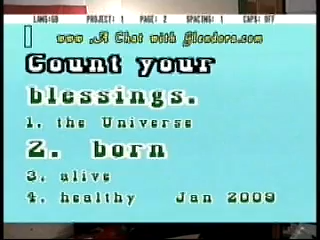 LANG:GB PROJECT: 1 PAGE: 2 SPACING: 1 CAPS: OFF
www .A Chat with Glendora.com
Count your
blessings.
1. the Universe
2. born
3. alive
4. healthy Jan 2009